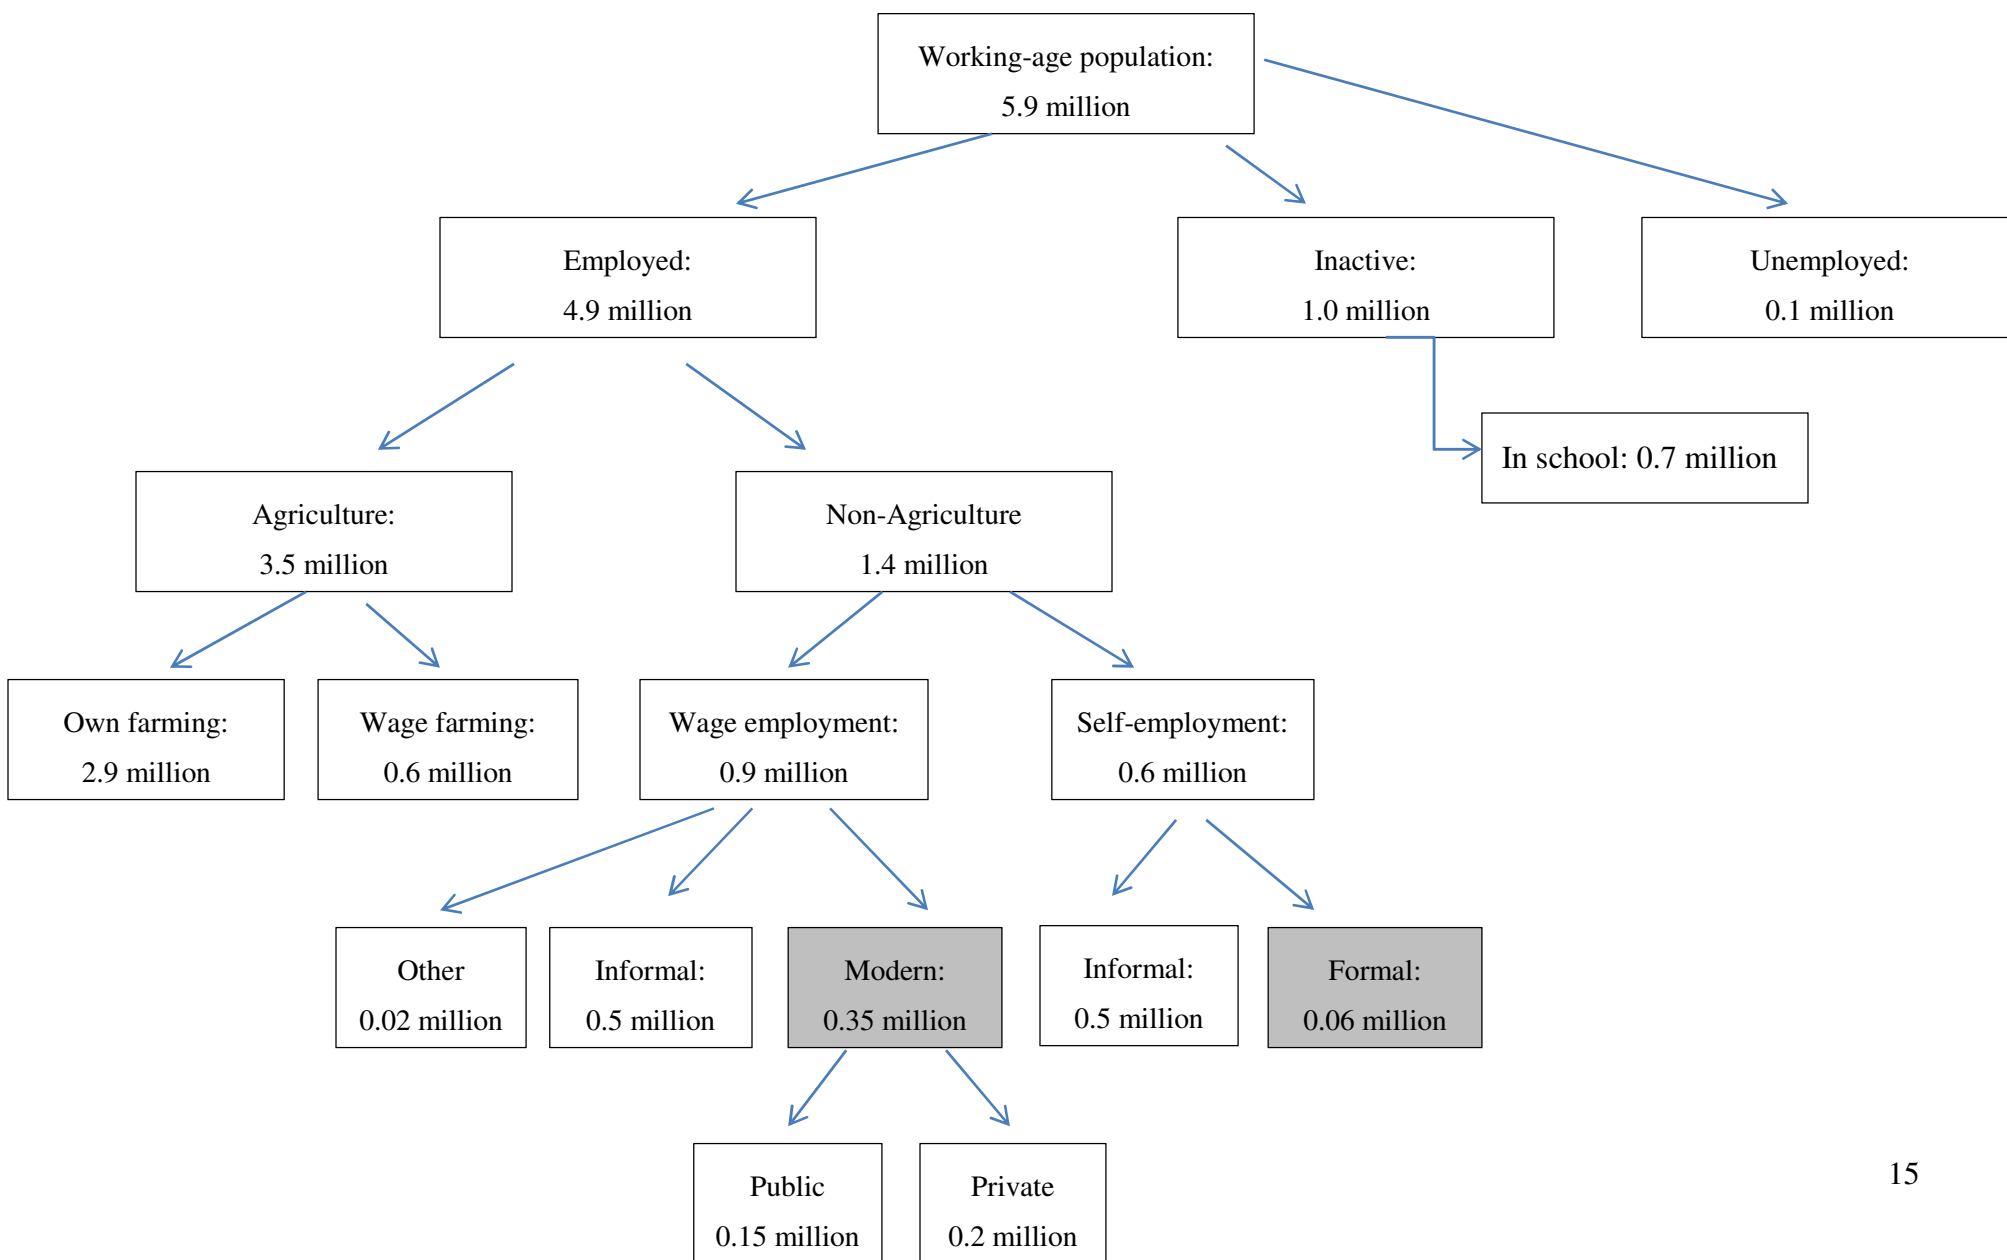 Working-age population:
5.9 million
Employed:
4.9 million
Inactive:
1.0 million
Unemployed:
0.1 million
In school: 0.7 million
Agriculture:
3.5 million
Non-Agriculture
1.4 million
Own farming:
2.9 million
Wage farming:
0.6 million
Wage employment:
0.9 million
Self-employment:
0.6 million
Other
0.02 million
Informal:
0.5 million
Modern:
0.35 million
Informal:
0.5 million
Formal:
0.06 million
Public
0.15 million
Private
0.2 million
15